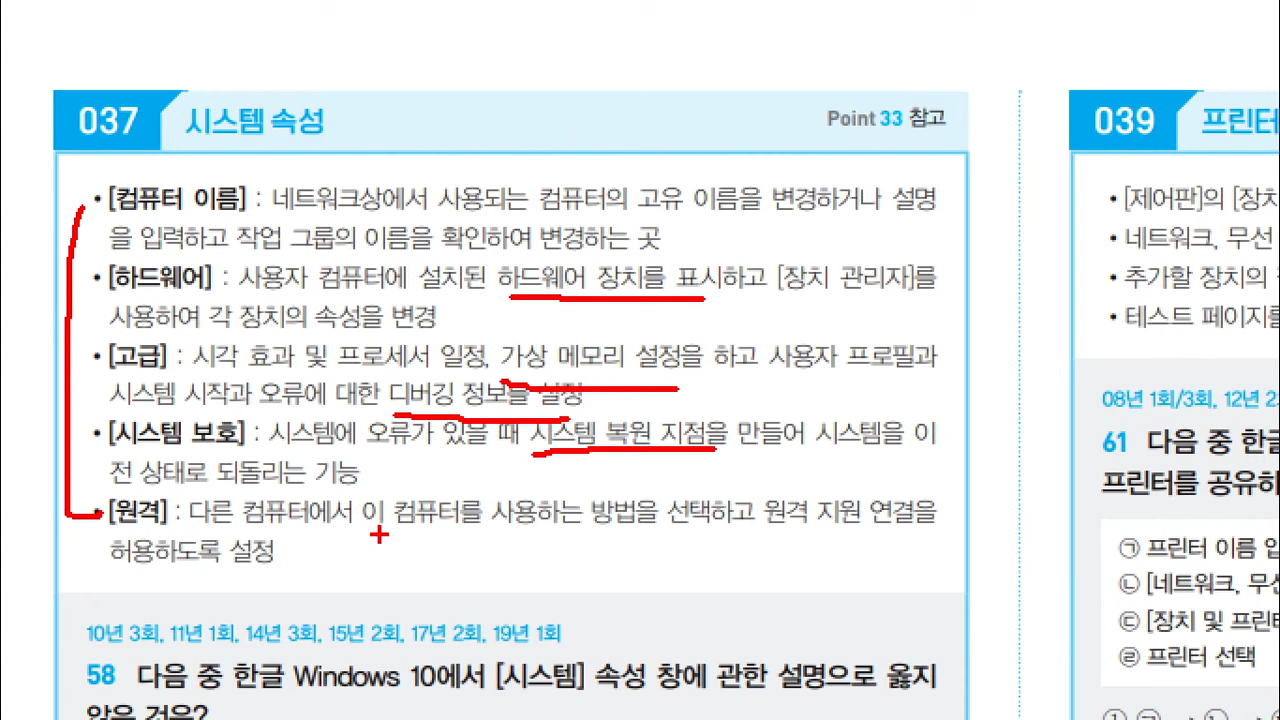 037 시스템 속성 Point 33 참고
• [컴퓨터 이름] : 네트워크상에서 사용되는 컴퓨터의 고유 이름을 변경하거나 설명
을 입력하고 작업 그룹의 이름을 확인하여 변경하는 곳
• [하드웨어] : 사용자 컴퓨터에 설치된 하드웨어 장치를 표시하고 [장치 관리자]를
사용하여 각 장치의 속성을 변경
• [고급] : 시각 효과 및 프로세서 일정, 가상 메모리 설정을 하고 사용자 프로필과
시스템 시작과 오류에 대한 디버깅 정보를 설정
• [시스템 보호] : 시스템에 오류가 있을 때 시스템 복원 지점을 만들어 시스템을 이
전 상태로 되돌리는 기능
• [원격] : 다른 컴퓨터에서 이 컴퓨터를 사용하는 방법을 선택하고 원격 지원 연결을
허용하도록 설정
10년 3회, 11년 1회, 14년 3회, 15년 2회, 17년 2회, 19년 1회
58 다음 중 한글 Windows 10에서 [시스템] 속성 창에 관한 설명으로 옳지
않은 것은?
039 프린터
• [제어판]의 [장치
• 네트워크, 무선
• 추가할 장치의
• 테스트 페이지를
08년 1회/3회, 12년
61 다음 중 한글
프린터를 공유하
㉠ 프린터 이름 입
㉡ [네트워크, 무선
㉢ [장치 및 프린터
㉣ 프린터 선택